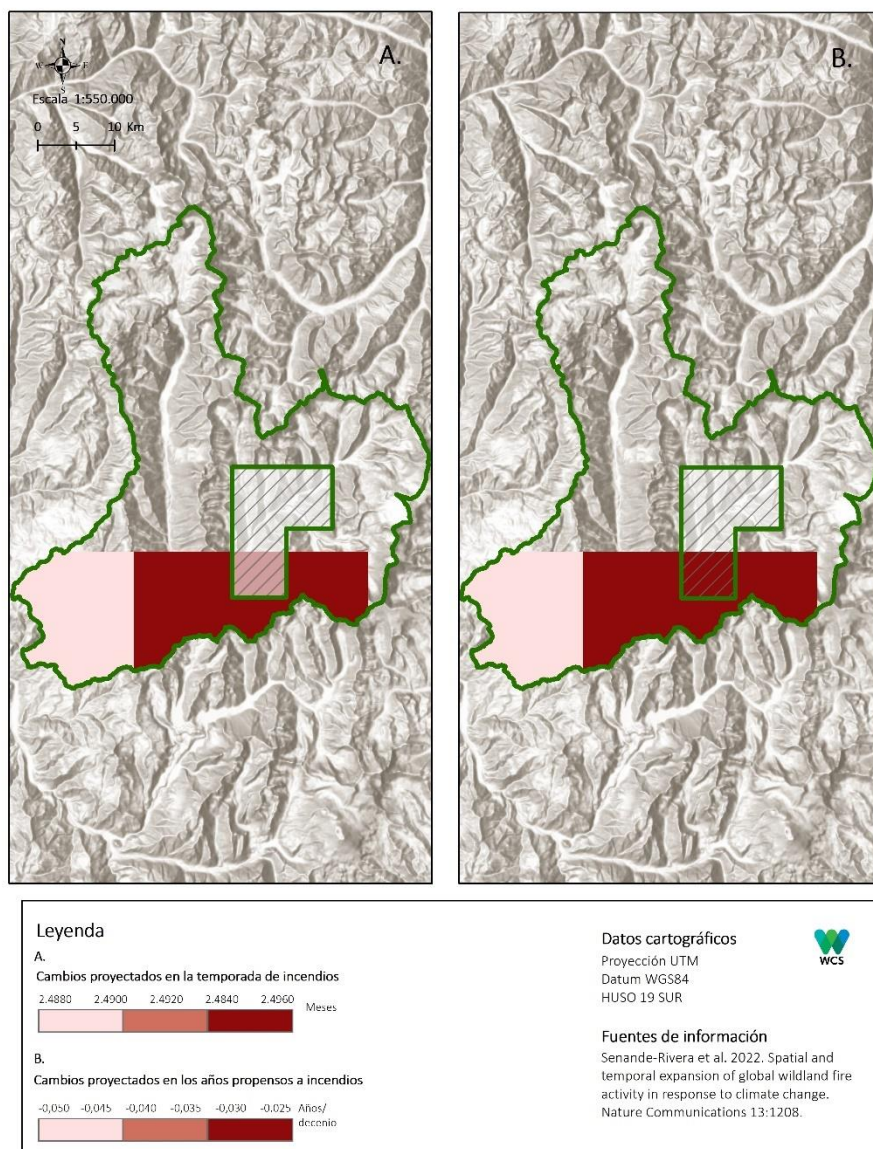 A.
N
W E
S
Escala 1:550.000
0 5 10 Km
B.
Leyenda
A.
Cambios proyectados en la temporada de incendios
2.4880 2.4900 2.4920 2.4840 2.4960 Meses
B.
Cambios proyectados en los años propensos a incendios
-0,050 -0,045 -0,040 -0,035 -0,030 -0.025 Años/
decenio
Datos cartográficos
Proyección UTM
Datum WGS84
HUSO 19 SUR
WCS
Fuentes de información
Senande-Rivera et al. 2022. Spatial and
temporal expansion of global wildland fire
activity in response to climate change.
Nature Communications 13:1208.